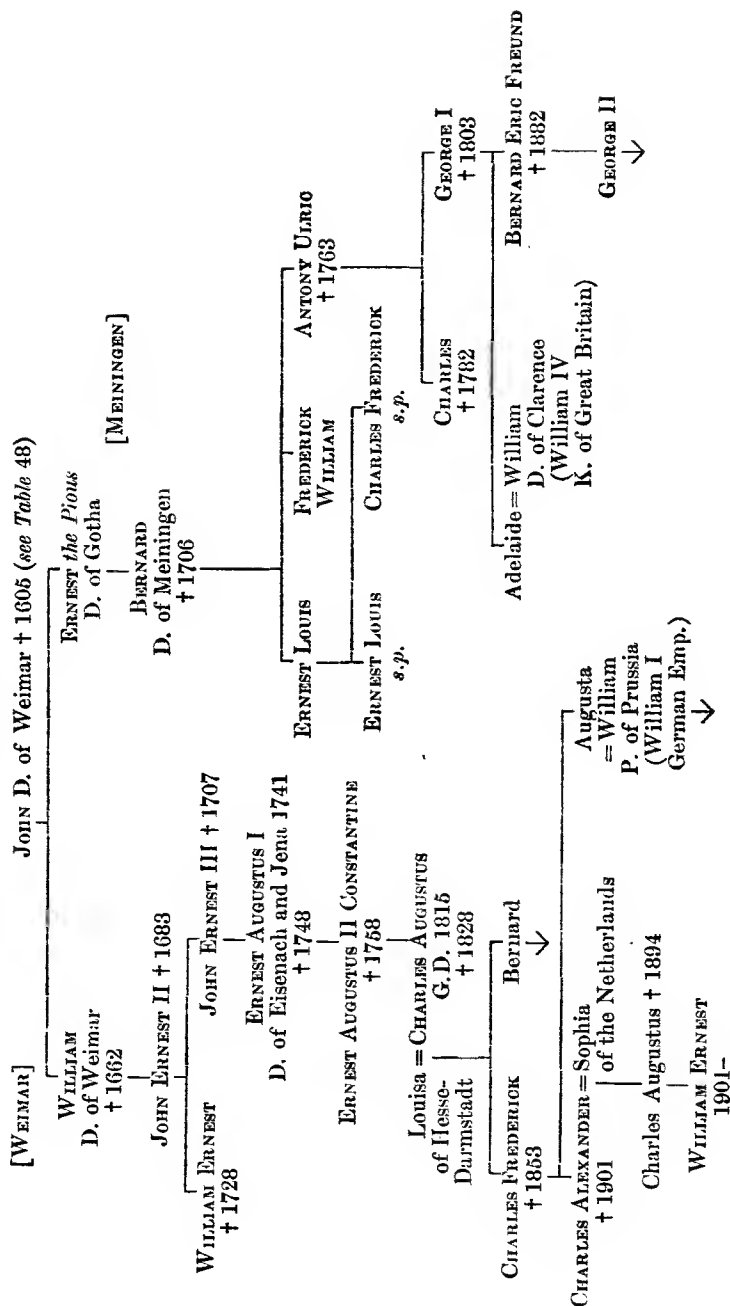 JOHN D. of Weimar † 1605 (see Table 48)
[WEIMAR]
WILLIAM
D. of Weimar
† 1662
ERNEST the Pious
D. of Gotha
[MEININGEN]
JOHN ERNEST II † 1683
BERNARD
D. of Meiningen
† 1706
WILLIAM ERNEST
† 1728
JOHN ERNEST III † 1707
ERNEST LOUIS
FREDERICK
WILLIAM
ANTONY ULRIC
† 1763
ERNEST AUGUSTUS I
D. of Eisenach and Jena 1741
† 1748
ERNEST LOUIS
s.p.
CHARLES FREDERICK
s.p.
ERNEST AUGUSTUS II CONSTANTINE
† 1758
CHARLES
† 1782
GEORGE I
† 1803
Louisa = CHARLES AUGUSTUS
of Hesse-
Darmstadt
G.D. 1815
† 1828
Adelaide = William
D. of Clarence
(William IV
K. of Great Britain)
BERNARD ERIC FREUND
† 1882
CHARLES FREDERICK
† 1853
Bernard
GEORGE II
CHARLES ALEXANDER = Sophia
† 1901
of the Netherlands
Augusta
= William
P. of Prussia
(William I
German Emp.)
Charles Augustus † 1894
WILLIAM ERNEST
1901–